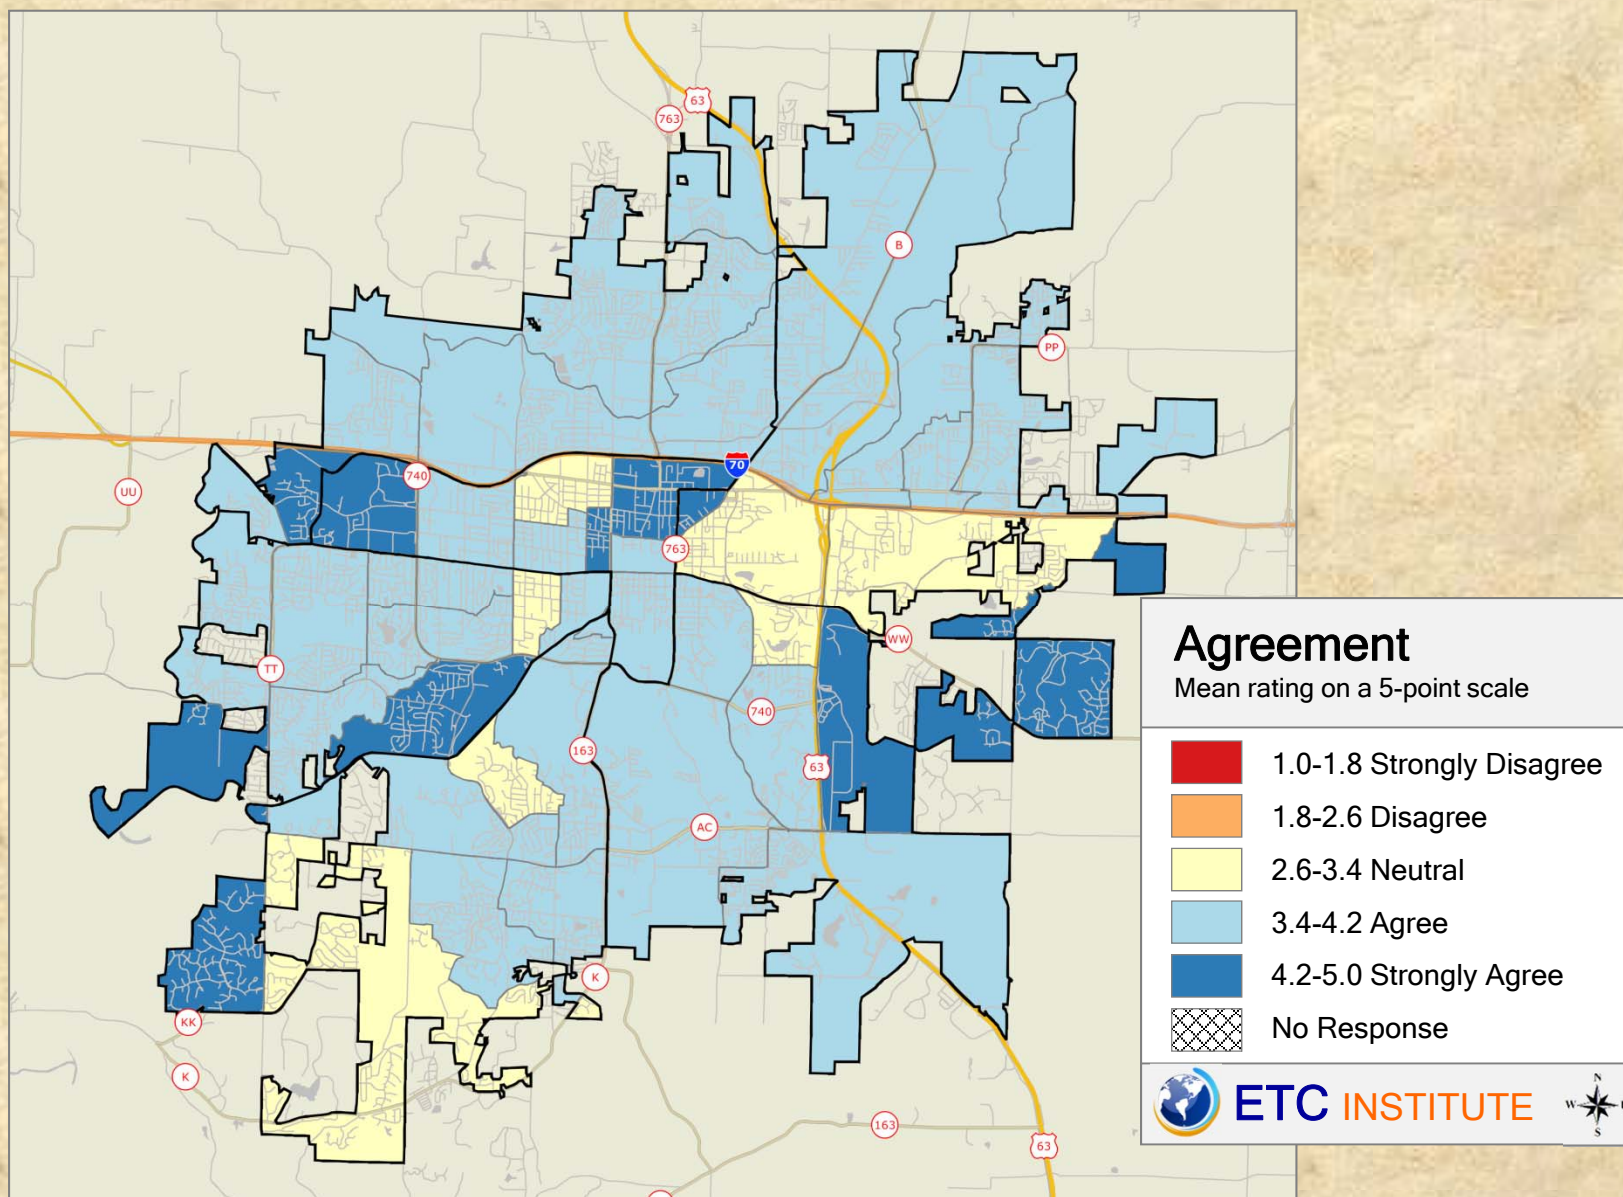 63
763
B
PP
740
70
UU
763
WW
TT
740
163
63
AC
K
KK
K
163
63
Agreement
Mean rating on a 5-point scale
1.0-1.8 Strongly Disagree
1.8-2.6 Disagree
2.6-3.4 Neutral
3.4-4.2 Agree
4.2-5.0 Strongly Agree
No Response
ETC INSTITUTE
N
W
S